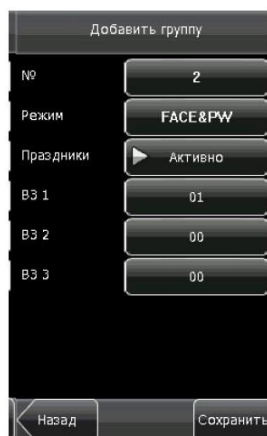 Добавить группу
№ 2
Режим FACE&PW
Праздники Активно
ВЗ 1 01
ВЗ 2 00
ВЗ 3 00
Назад Сохранить